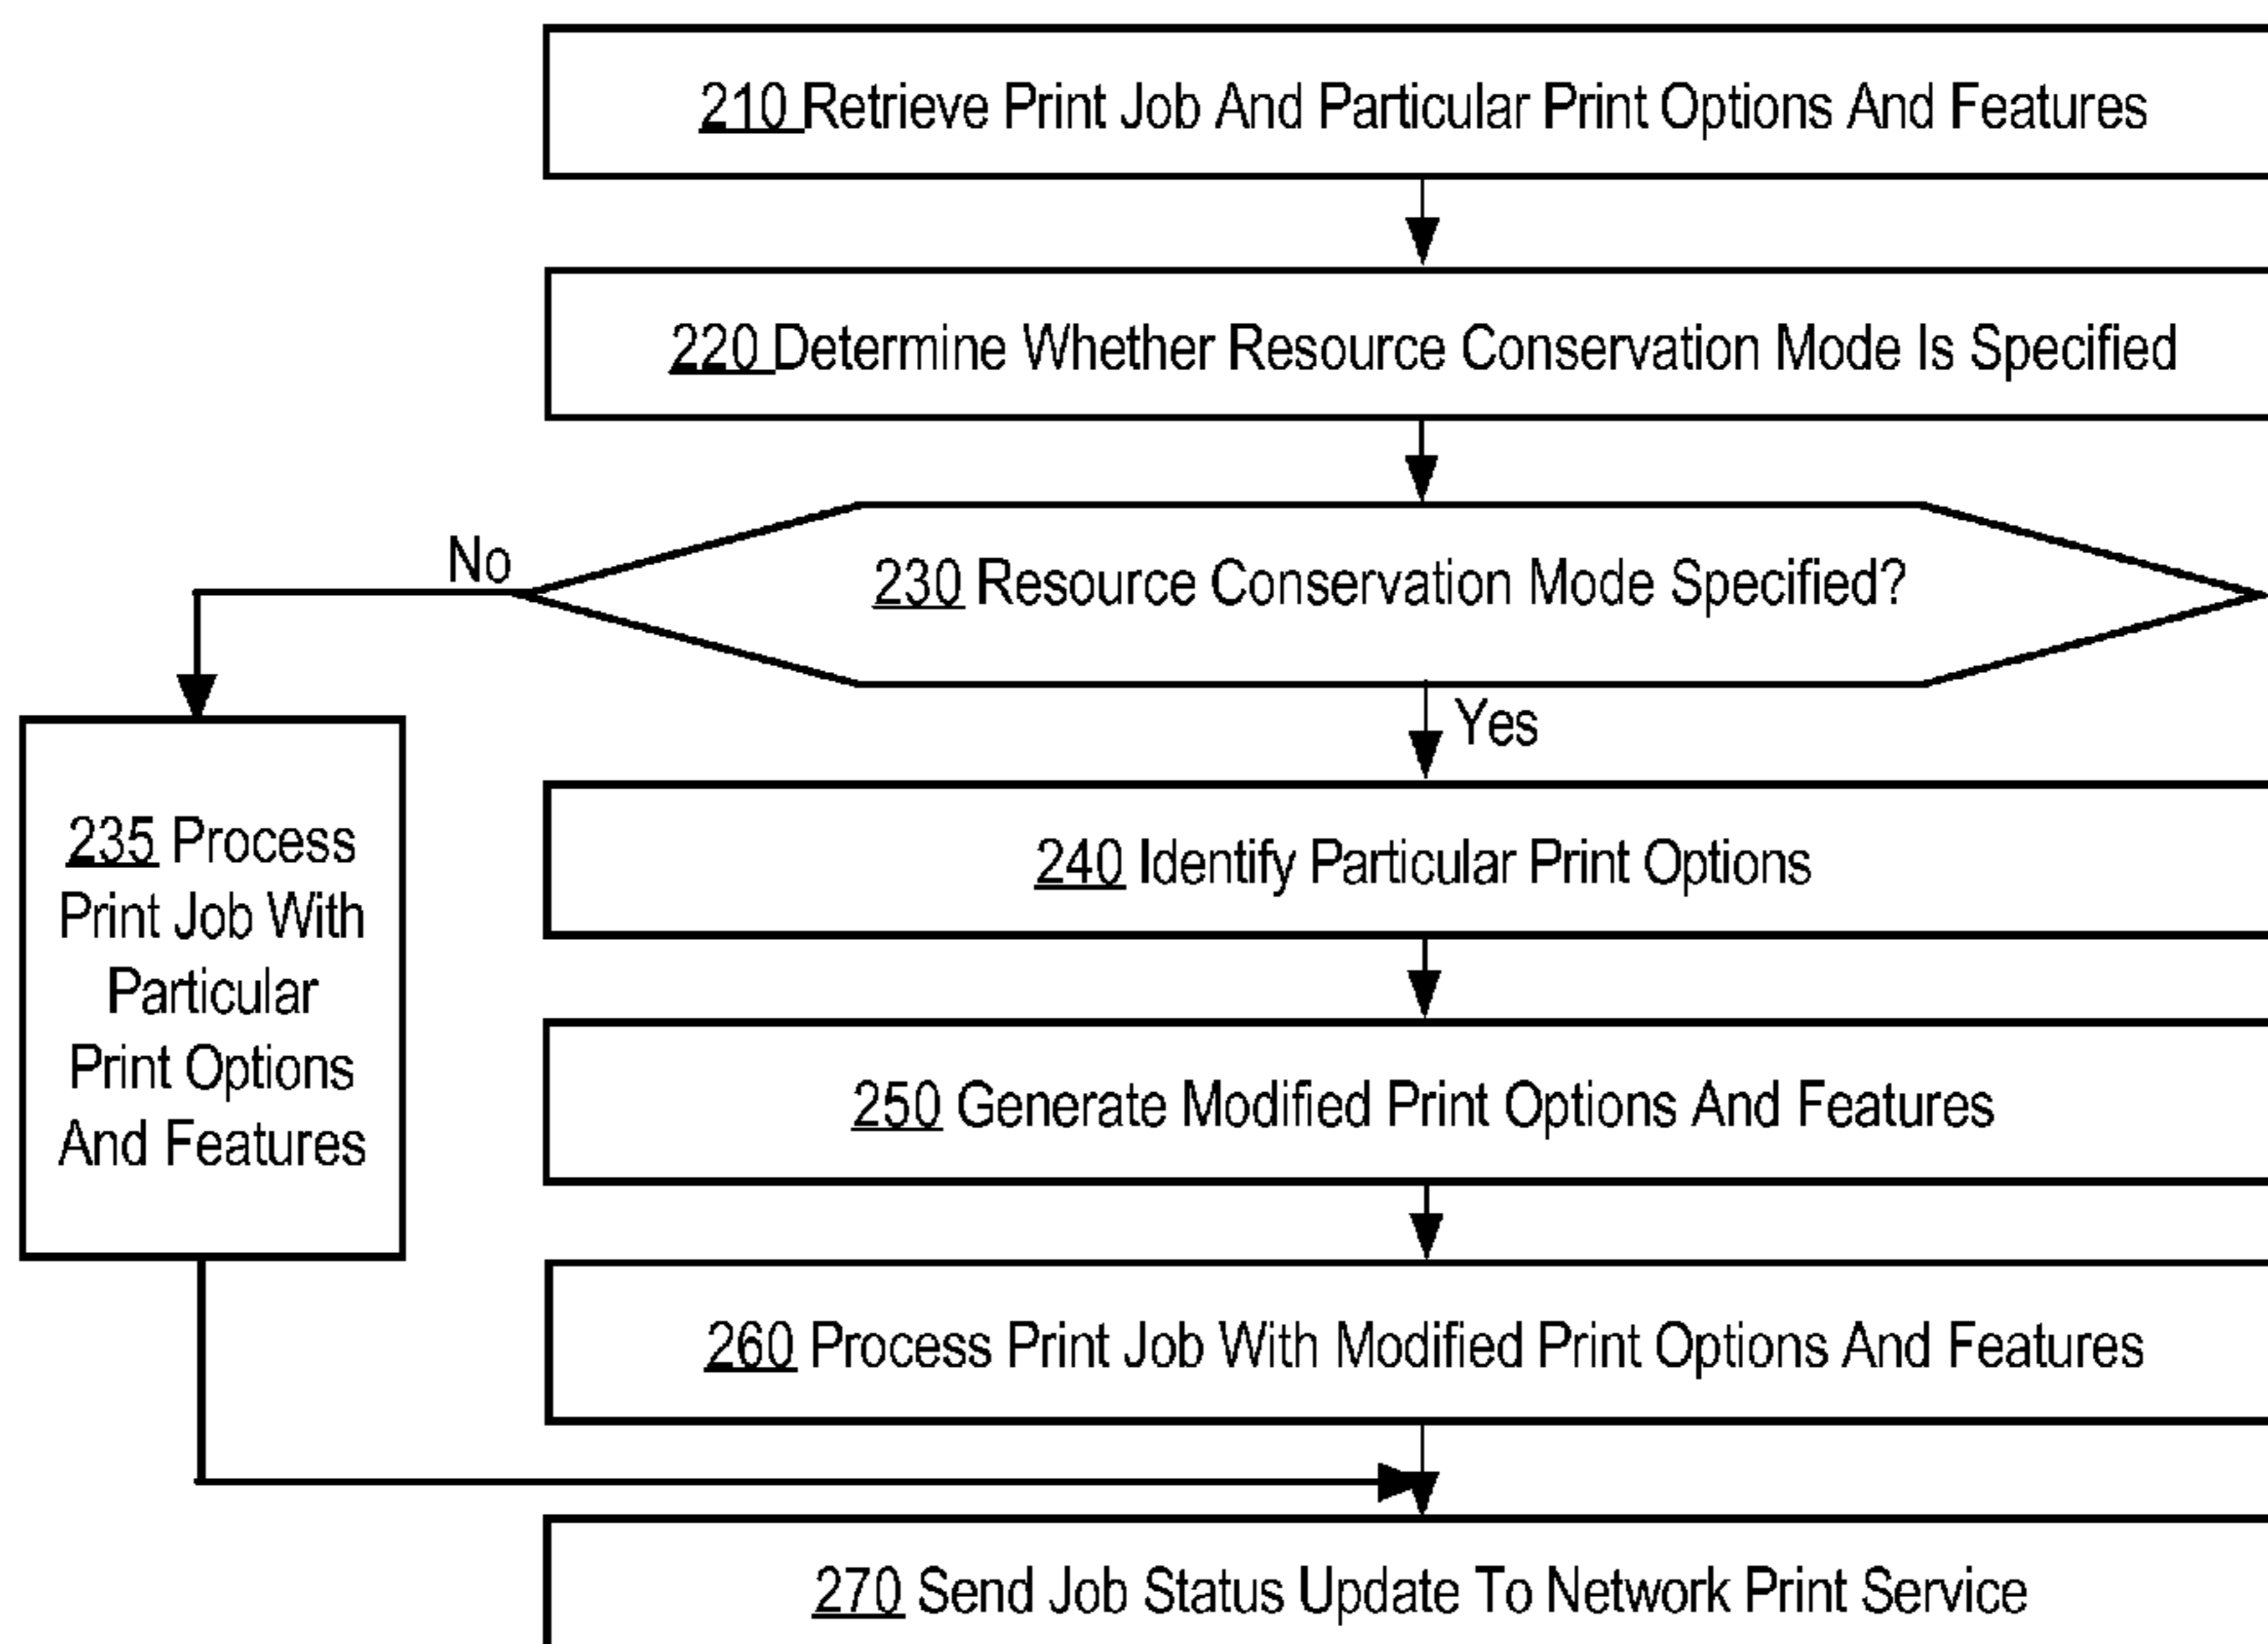 210 Retrieve Print Job And Particular Print Options And Features
220 Determine Whether Resource Conservation Mode Is Specified
No
230 Resource Conservation Mode Specified?
Yes
235 Process
Print Job With
Particular
Print Options
And Features
240 Identify Particular Print Options
250 Generate Modified Print Options And Features
260 Process Print Job With Modified Print Options And Features
270 Send Job Status Update To Network Print Service